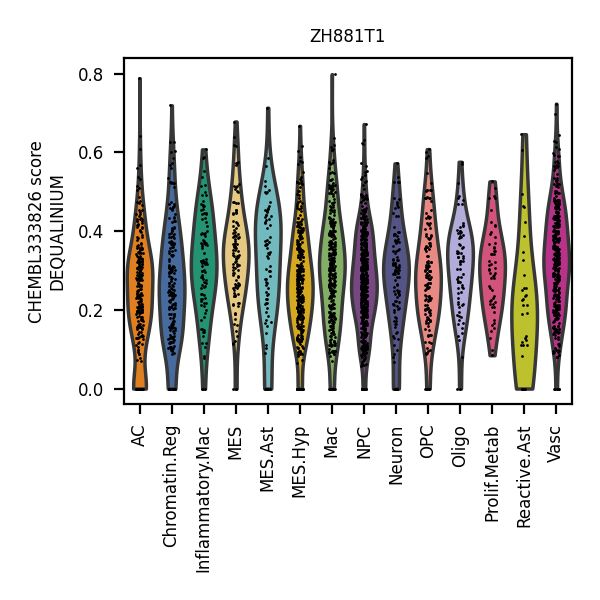 ZH881T1
CHEMBL333826 score
DEQUALINIUM
0.8
0.6
0.4
0.2
0.0
AC
Chromatin.Reg
Inflammatory.Mac
MES
MES.Ast
MES.Hyp
Mac
NPC
Neuron
OPC
Oligo
Prolif.Metab
Reactive.Ast
Vasc